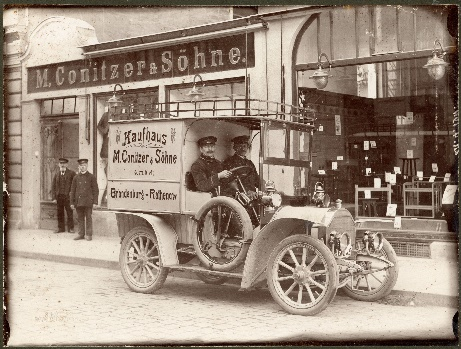 M. Conitzer & Söhne.
Kaufhaus
M. Conitzer & Söhne
G.m.b.H.
Brandenburg - Rathenow